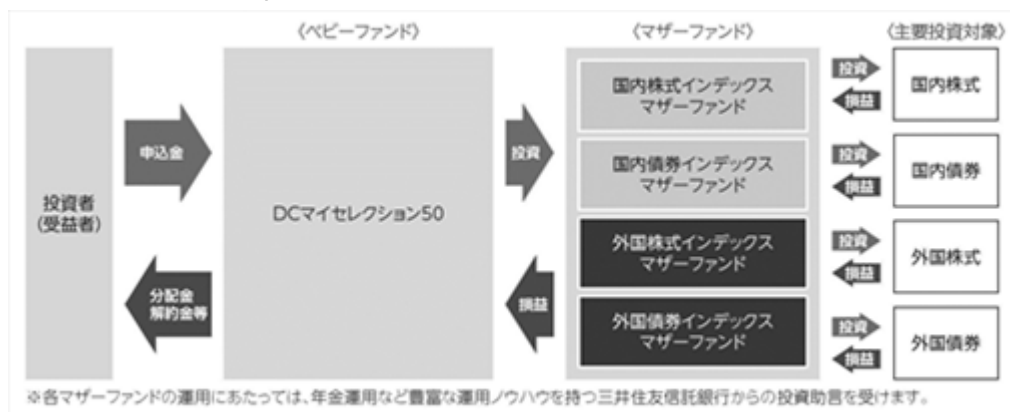 〈ベビーファンド〉
〈マザーファンド〉
〈主要投資対象〉
投資者
(受益者)
申込金
分配金
解約金等
DCマイセレクション50
投資
損益
国内株式インデックス
マザーファンド
投資
損益
国内株式
国内債券インデックス
マザーファンド
投資
損益
国内債券
外国株式インデックス
マザーファンド
投資
損益
外国株式
外国債券インデックス
マザーファンド
投資
損益
外国債券
※各マザーファンドの運用にあたっては、年金運用など豊富な運用ノウハウを持つ三井住友信託銀行からの投資助言を受けます。